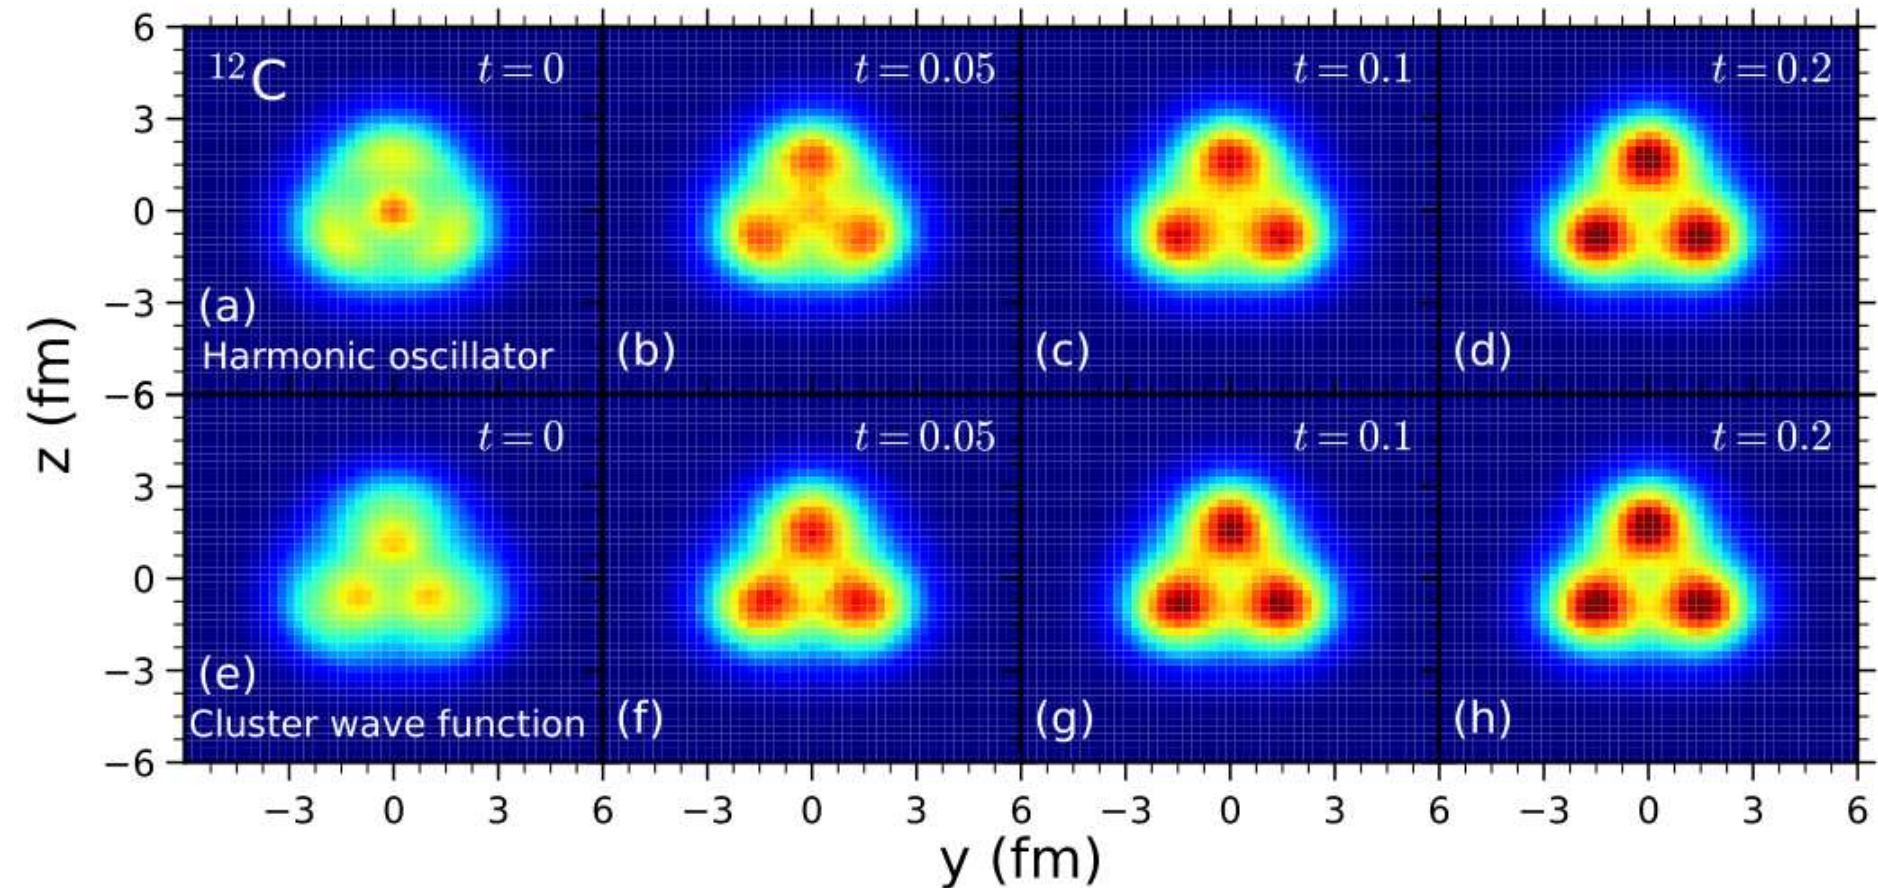 6
¹²C
t = 0
t = 0.05
t = 0.1
t = 0.2
3
0
−3
(a)
Harmonic oscillator
(b)
(c)
(d)
−6
t = 0
t = 0.05
t = 0.1
t = 0.2
3
0
−3
(e)
Cluster wave function
(f)
(g)
(h)
−6
z (fm)
−3 0 3 6 −3 0 3 6 −3 0 3 6 −3 0 3 6
y (fm)